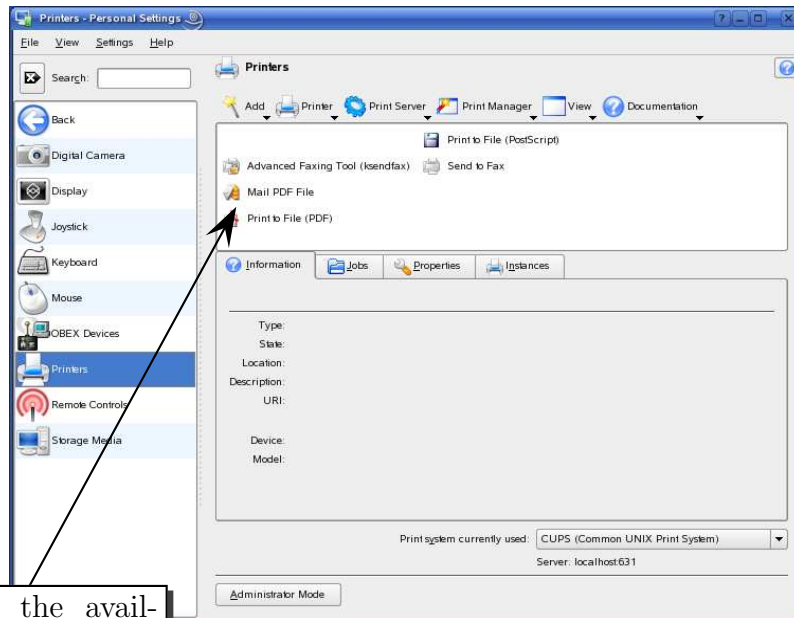 Printers - Personal Settings
File View Settings Help
Search:
Back
Digital Camera
Display
Joystick
Keyboard
Mouse
OBEX Devices
Printers
Remote Controls
Storage Media
Printers
Add Printer Print Server Print Manager View Documentation
Print to File (PostScript)
Advanced Faxing Tool (ksendfax) Send to Fax
Mail PDF File
Print to File (PDF)
Information Jobs Properties Instances
Type:
State:
Location:
Description:
URI:
Device:
Model:
Print system currently used: CUPS (Common UNIX Print System)
Server: localhost:631
Administrator Mode
the avail-